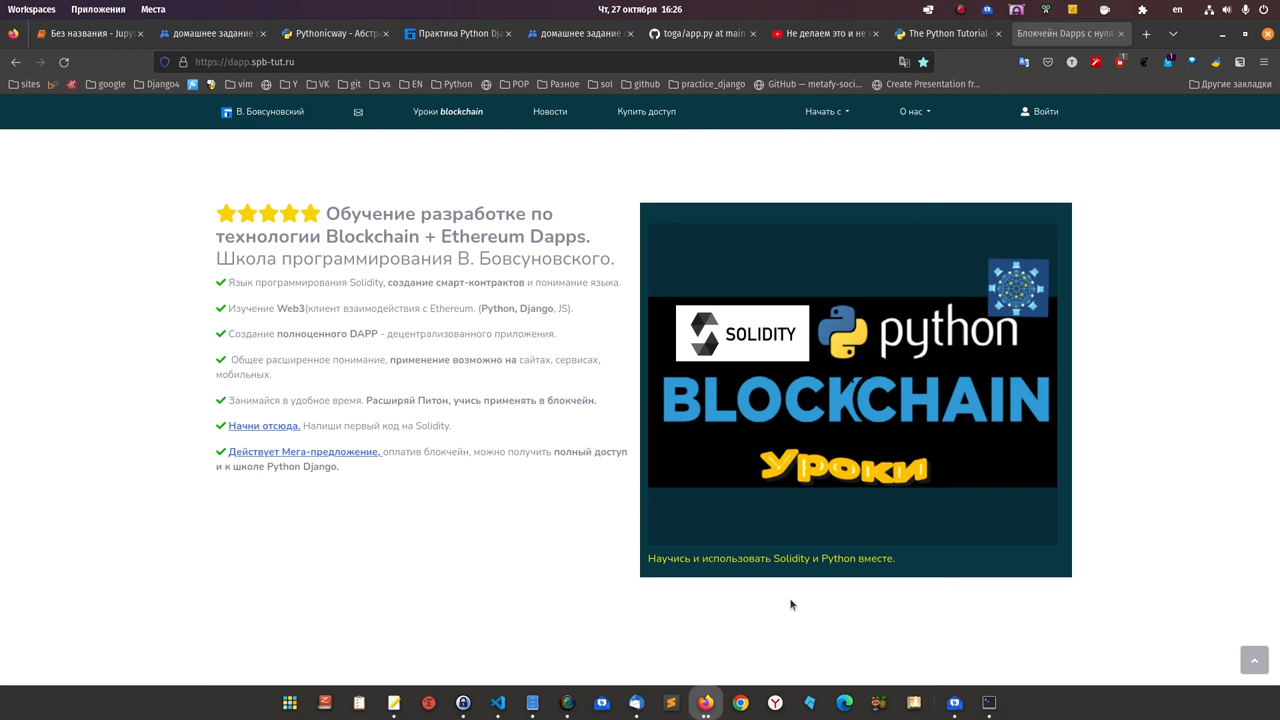 Workspaces Приложения Места Чт, 27 октября 16:26 en
Без названия - Jupyt домашнее задание в Pythonicway - Абстра Практика Python Dja домашнее задание в toga/app.py at main Не делаем это и не в The Python Tutorial — Блокчейн Dapps с нуля
https://dapp.spb-tut.ru
sites google Django4 vim Y VK git vs EN Python POP Разное sol github practice_django GitHub — metafy-soci... Create Presentation fr... Другие закладки
В. Бовсуновский Уроки blockchain Новости Купить доступ Начать с О нас Войти
Обучение разработке по
технологии Blockchain + Ethereum Dapps.
Школа программирования В. Бовсуновского.
Язык программирования Solidity, создание смарт-контрактов и понимание языка.
Изучение Web3(клиент взаимодействия с Ethereum. (Python, Django, JS).
Создание полноценного DAPP - децентрализованного приложения.
Общее расширенное понимание, применение возможно на сайтах, сервисах,
мобильных.
Занимайся в удобное время. Расширяй Питон, учись применять в блокчейн.
Начни отсюда. Напиши первый код на Solidity.
Действует Мега-предложение, оплатив блокчейн, можно получить полный доступ
и к школе Python Django.
SOLIDITY python
BLOCKCHAIN
Уроки
Научись и использовать Solidity и Python вместе.